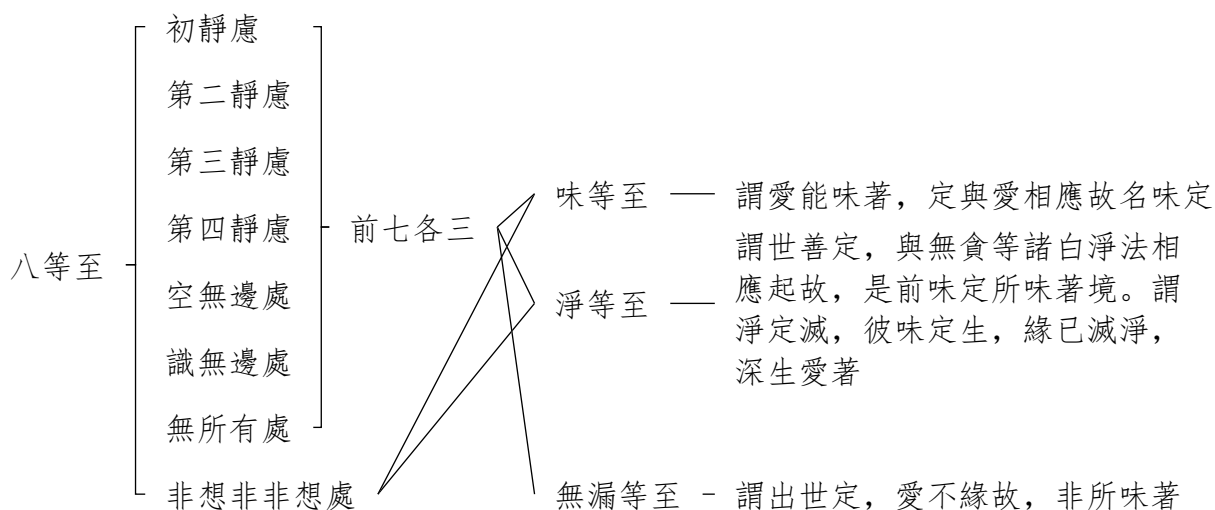 八等至
初靜慮
第二靜慮
第三靜慮
第四靜慮
空無邊處
識無邊處
無所有處
非想非非想處
前七各三
味等至
謂愛能味著，定與愛相應故名味定
淨等至
謂世善定，與無貪等諸白淨法相
應起故，是前味定所味著境。謂
淨定滅，彼味定生，緣已滅淨，
深生愛著
無漏等至
謂出世定，愛不緣故，非所味著